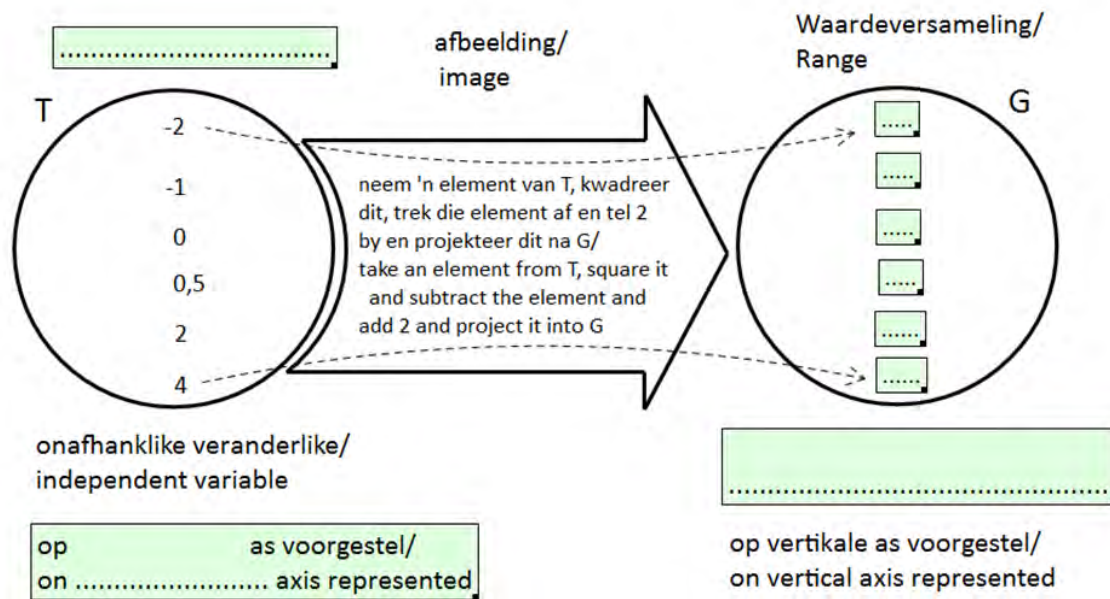 afbeelding/
image
Waardeversameling/
Range
..................................
T
G
-2
-1
0
0,5
2
4
neem 'n element van T, kwadreer
dit, trek die element af en tel 2
by en projekteer dit na G/
take an element from T, square it
and subtract the element and
add 2 and project it into G
.....
.....
.....
.....
.....
......
onafhanklike veranderlike/
independent variable
op as voorgestel/
on ......................... axis represented
..................................................
op vertikale as voorgestel/
on vertical axis represented